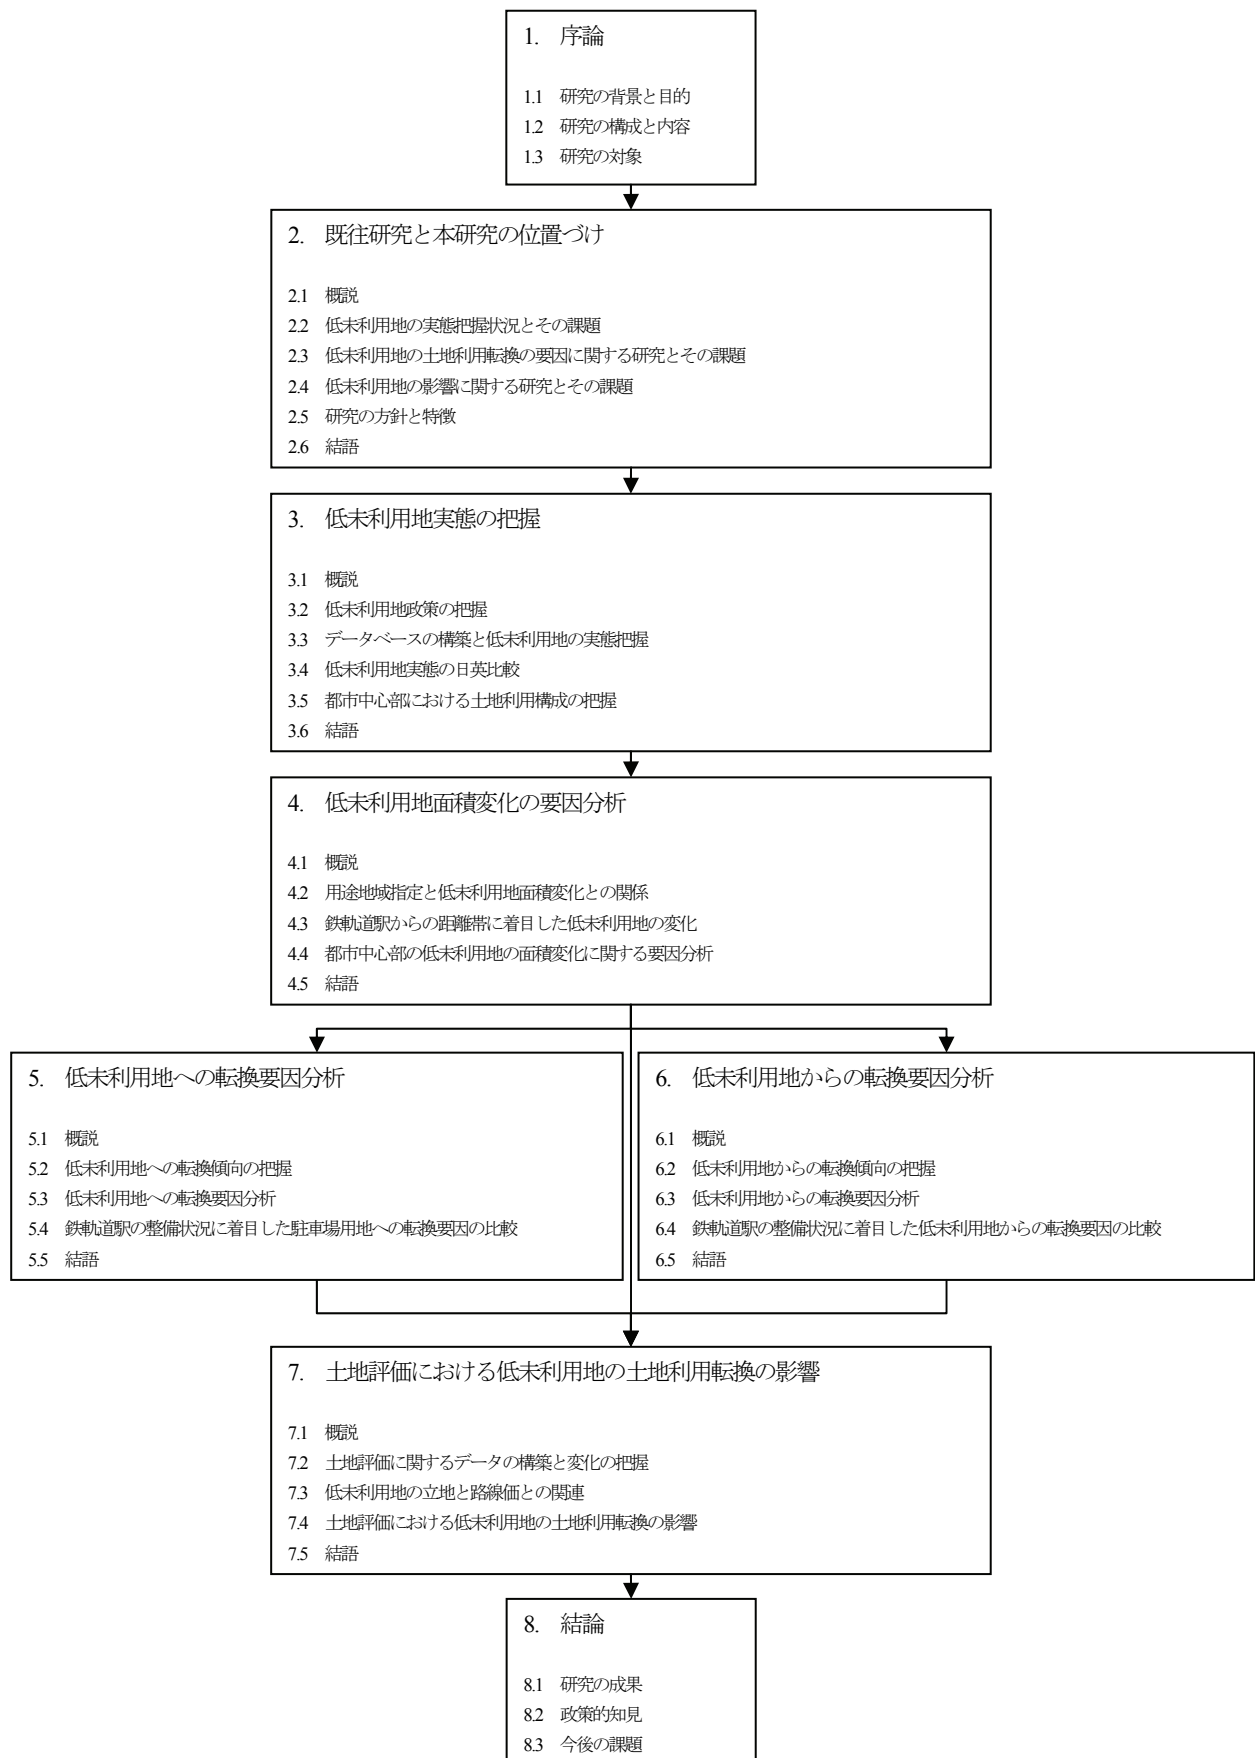 1. 序論
1.1 研究の背景と目的
1.2 研究の構成と内容
1.3 研究の対象
2. 既往研究と本研究の位置づけ
2.1 概説
2.2 低未利用地の実態把握状況とその課題
2.3 低未利用地の土地利用転換の要因に関する研究とその課題
2.4 低未利用地の影響に関する研究とその課題
2.5 研究の方針と特徴
2.6 結語
3. 低未利用地実態の把握
3.1 概説
3.2 低未利用地政策の把握
3.3 データベースの構築と低未利用地の実態把握
3.4 低未利用地実態の日英比較
3.5 都市中心部における土地利用構成の把握
3.6 結語
4. 低未利用地面積変化の要因分析
4.1 概説
4.2 用途地域指定と低未利用地面積変化との関係
4.3 鉄軌道駅からの距離帯に着目した低未利用地の変化
4.4 都市中心部の低未利用地の面積変化に関する要因分析
4.5 結語
5. 低未利用地への転換要因分析
5.1 概説
5.2 低未利用地への転換傾向の把握
5.3 低未利用地への転換要因分析
5.4 鉄軌道駅の整備状況に着目した駐車場用地への転換要因の比較
5.5 結語
6. 低未利用地からの転換要因分析
6.1 概説
6.2 低未利用地からの転換傾向の把握
6.3 低未利用地からの転換要因分析
6.4 鉄軌道駅の整備状況に着目した低未利用地からの転換要因の比較
6.5 結語
7. 土地評価における低未利用地の土地利用転換の影響
7.1 概説
7.2 土地評価に関するデータの構築と変化の把握
7.3 低未利用地の立地と路線価との関連
7.4 土地評価における低未利用地の土地利用転換の影響
7.5 結語
8. 結論
8.1 研究の成果
8.2 政策的知見
8.3 今後の課題